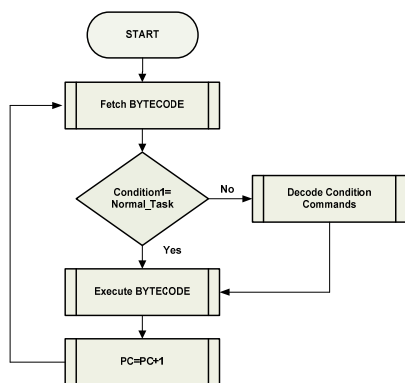 START
Fetch BYTECODE
Condition1=
Normal_Task
No
Decode Condition
Commands
Yes
Execute BYTECODE
PC=PC+1